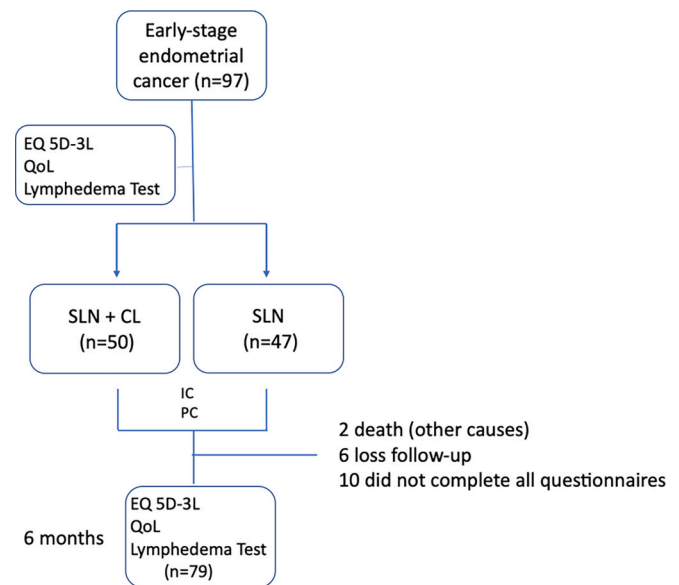 Early-stage
endometrial
cancer (n=97)
EQ 5D-3L
QoL
Lymphedema Test
SLN + CL
(n=50)
SLN
(n=47)
IC
PC
2 death (other causes)
6 loss follow-up
10 did not complete all questionnaires
6 months
EQ 5D-3L
QoL
Lymphedema Test
(n=79)